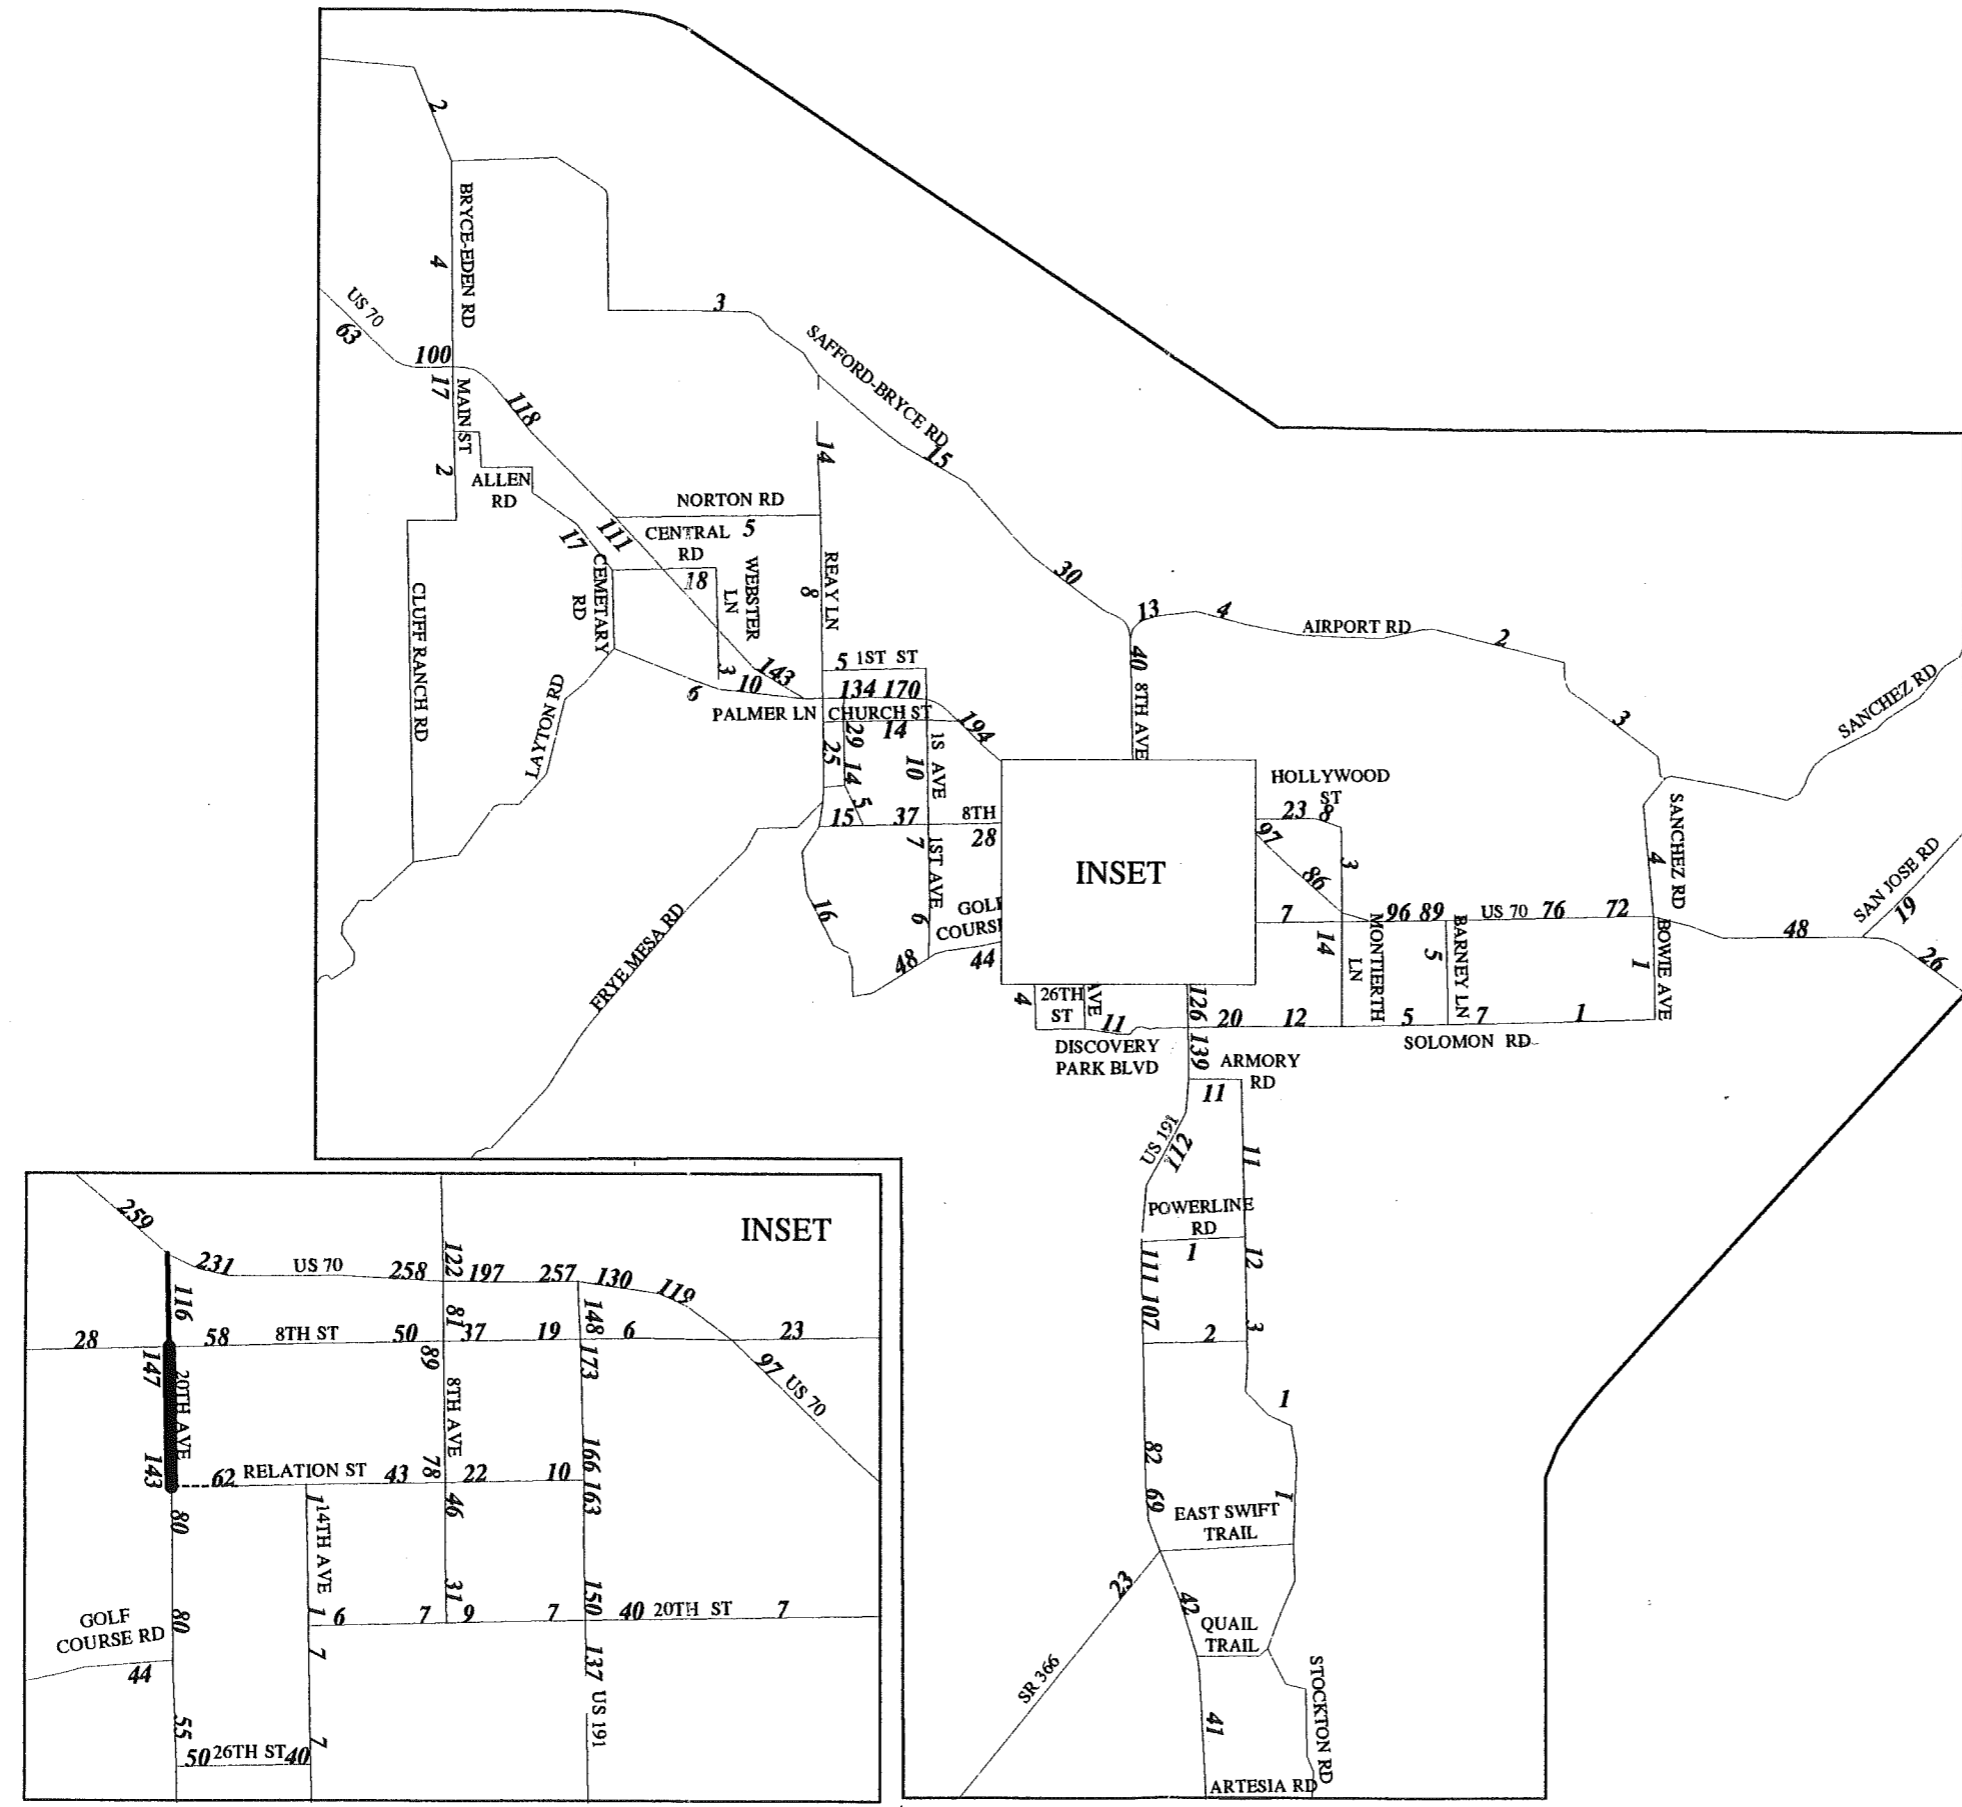 2
BRYCE-EDEN RD
4
US 70
63
100
17
MAIN ST
118
2
ALLEN
RD
3
SAFFORD-BRYCE RD
15
14
NORTON RD
5
CENTRAL
RD
111
17
18
WEBSTER
LN
CEMETARY
RD
REAY LN
8
30
13
4
AIRPORT RD
2
40
8TH AVE
3
SANCHEZ RD
CLUFF RANCH RD
LAYTON RD
3
143
10
6
5
1ST ST
134
170
PALMER LN
CHURCH ST
14
194
29
25
14
10
1S AVE
5
15
37
8TH
28
7
1ST AVE
6
GOLF
COURSE
16
48
44
FRYE MESA RD
INSET
HOLLYWOOD
ST
23
8
97
3
86
7
96
89
US 70
76
72
SANCHEZ RD
4
SAN JOSE RD
19
48
26
14
MONTIERTH
LN
5
BARNEY LN
1
BOWIE AVE
4
26TH
ST
AVE
11
126
20
12
5
7
1
SOLOMON RD
DISCOVERY
PARK BLVD
139
ARMORY
RD
11
US 191
112
11
POWERLINE
RD
1
111
12
107
2
3
1
82
69
1
EAST SWIFT
TRAIL
23
42
QUAIL
TRAIL
SR 366
41
STOCKTON RD
ARTESIA RD
INSET
259
231
US 70
258
122
197
257
130
119
116
81
148
28
58
8TH ST
50
37
19
6
23
147
20TH AVE
89
8TH AVE
173
97
US 70
143
62
RELATION ST
43
78
22
10
166
163
80
1
14TH AVE
46
31
150
80
1
6
7
9
7
40
20TH ST
7
GOLF
COURSE RD
44
7
137
US 191
55
50
26TH ST
40
7